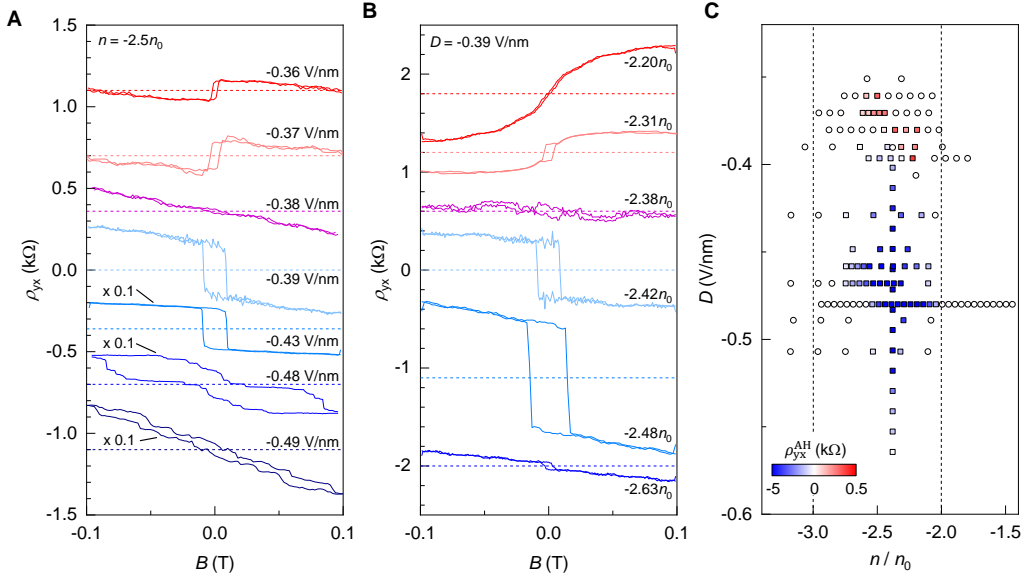 A
B
C
n = -2.5n0
-0.36 V/nm
-0.37 V/nm
-0.38 V/nm
-0.39 V/nm
x 0.1
-0.43 V/nm
x 0.1
-0.48 V/nm
x 0.1
-0.49 V/nm
1.5
1.0
0.5
0.0
-0.5
-1.0
-1.5
-0.1
0.0
0.1
ρyx (kΩ)
B (T)
D = -0.39 V/nm
-2.20n0
-2.31n0
-2.38n0
-2.42n0
-2.48n0
-2.63n0
2
1
0
-1
-2
-0.1
0.0
0.1
ρyx (kΩ)
B (T)
-0.4
-0.5
-0.6
D (V/nm)
ρyx^AH (kΩ)
-5
0
0.5
-3.0
-2.5
-2.0
-1.5
n / n0